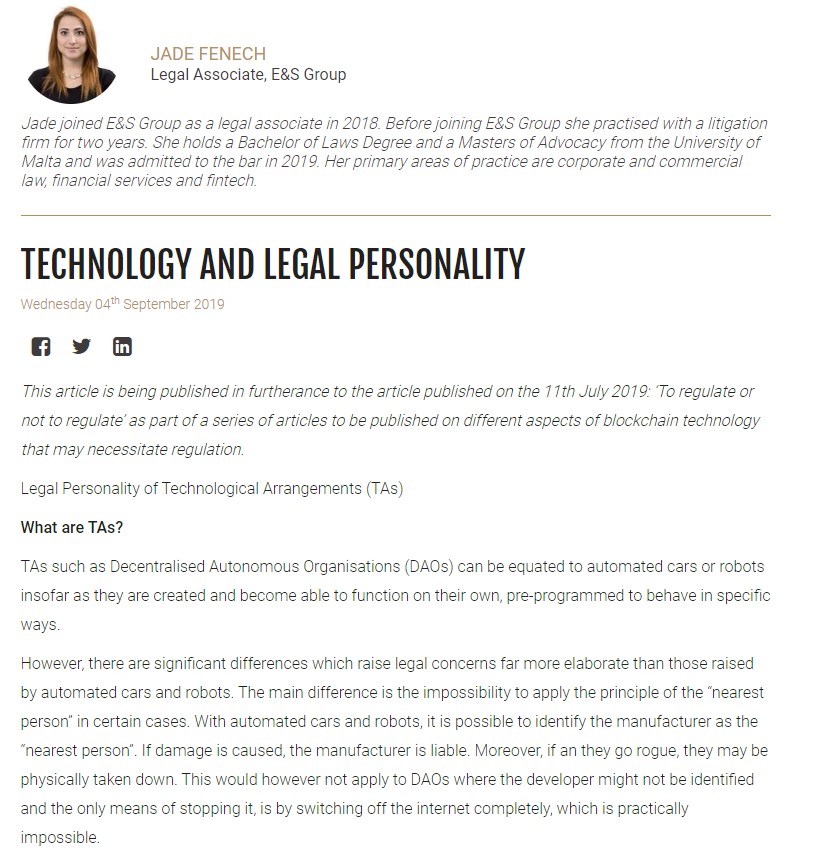 JADE FENECH
Legal Associate, E&S Group
Jade joined E&S Group as a legal associate in 2018. Before joining E&S Group she practised with a litigation
firm for two years. She holds a Bachelor of Laws Degree and a Masters of Advocacy from the University of
Malta and was admitted to the bar in 2019. Her primary areas of practice are corporate and commercial
law, financial services and fintech.
TECHNOLOGY AND LEGAL PERSONALITY
Wednesday 04th September 2019
This article is being published in furtherance to the article published on the 11th July 2019: ‘To regulate or
not to regulate’ as part of a series of articles to be published on different aspects of blockchain technology
that may necessitate regulation.
Legal Personality of Technological Arrangements (TAs)
What are TAs?
TAs such as Decentralised Autonomous Organisations (DAOs) can be equated to automated cars or robots
insofar as they are created and become able to function on their own, pre-programmed to behave in specific
ways.
However, there are significant differences which raise legal concerns far more elaborate than those raised
by automated cars and robots. The main difference is the impossibility to apply the principle of the “nearest
person” in certain cases. With automated cars and robots, it is possible to identify the manufacturer as the
“nearest person”. If damage is caused, the manufacturer is liable. Moreover, if an they go rogue, they may be
physically taken down. This would however not apply to DAOs where the developer might not be identified
and the only means of stopping it, is by switching off the internet completely, which is practically
impossible.